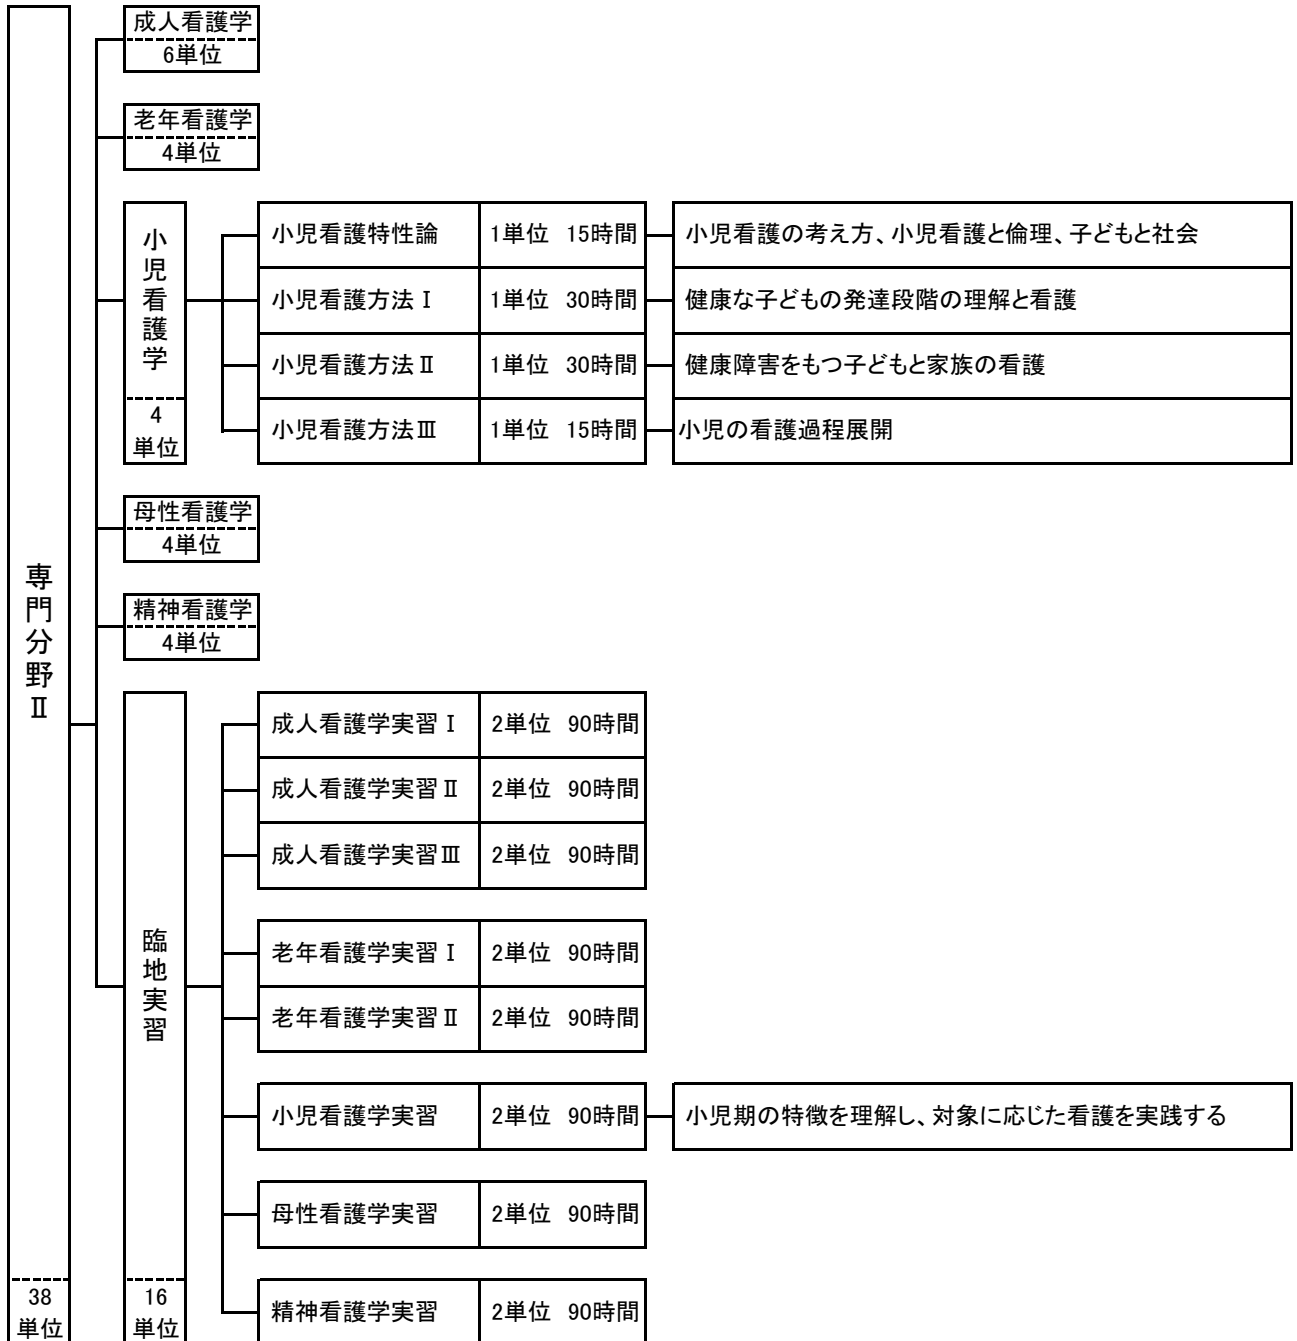 専門分野Ⅱ
38
単位
成人看護学
6単位
老年看護学
4単位
小児看護学
4
単位
小児看護特性論 1単位 15時間 小児看護の考え方、小児看護と倫理、子どもと社会
小児看護方法Ⅰ 1単位 30時間 健康な子どもの発達段階の理解と看護
小児看護方法Ⅱ 1単位 30時間 健康障害をもつ子どもと家族の看護
小児看護方法Ⅲ 1単位 15時間 小児の看護過程展開
母性看護学
4単位
精神看護学
4単位
臨地実習
16
単位
成人看護学実習Ⅰ 2単位 90時間
成人看護学実習Ⅱ 2単位 90時間
成人看護学実習Ⅲ 2単位 90時間
老年看護学実習Ⅰ 2単位 90時間
老年看護学実習Ⅱ 2単位 90時間
小児看護学実習 2単位 90時間 小児期の特徴を理解し、対象に応じた看護を実践する
母性看護学実習 2単位 90時間
精神看護学実習 2単位 90時間